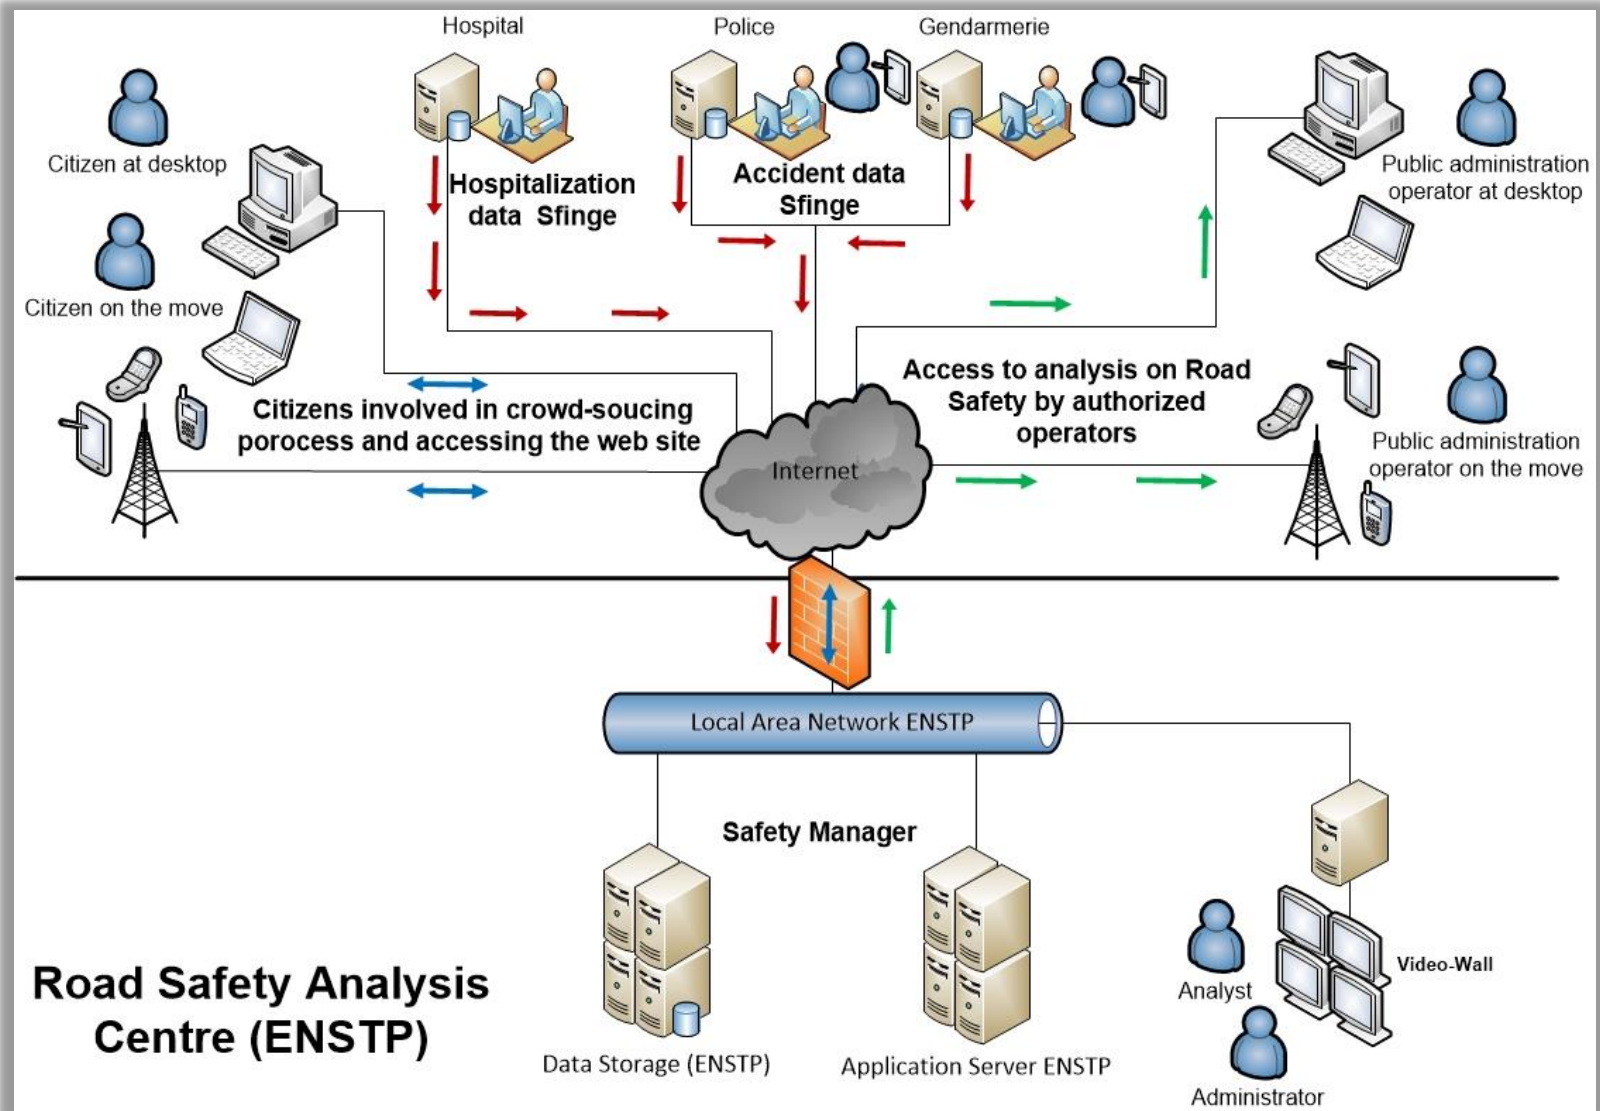 Hospital
Police
Gendarmerie
Citizen at desktop
Public administration
operator at desktop
Hospitalization
data Sfinge
Accident data
Sfinge
Citizen on the move
Access to analysis on Road
Safety by authorized
operators
Citizens involved in crowd-soucing
porocess and accessing the web site
Public administration
operator on the move
Internet
Local Area Network ENSTP
Safety Manager
Video-Wall
Analyst
Road Safety Analysis
Centre (ENSTP)
Data Storage (ENSTP)
Application Server ENSTP
Administrator